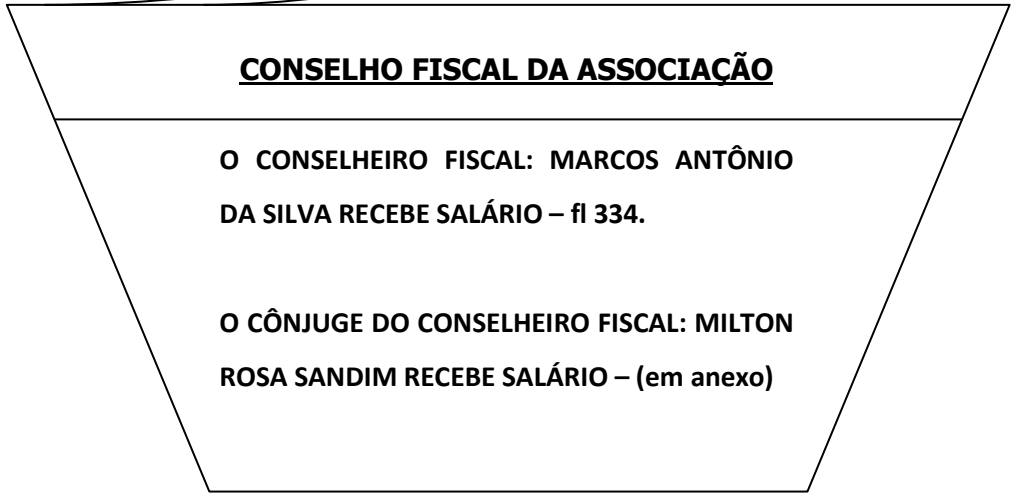 CONSELHO FISCAL DA ASSOCIAÇÃO
O CONSELHEIRO FISCAL: MARCOS ANTÔNIO
DA SILVA RECEBE SALÁRIO – fl 334.
O CÔNJUGE DO CONSELHEIRO FISCAL: MILTON
ROSA SANDIM RECEBE SALÁRIO – (em anexo)